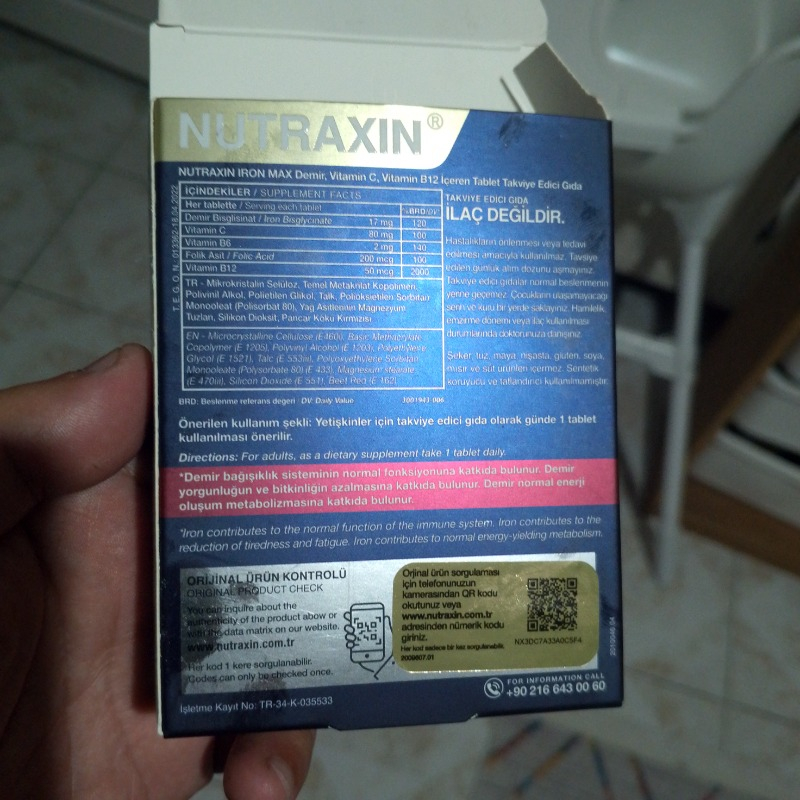 NUTRAXIN®
NUTRAXIN IRON MAX Demir, Vitamin C, Vitamin B12 İçeren Tablet Takviye Edici Gıda
İÇİNDEKİLER / SUPPLEMENT FACTS
Her tablette / Serving each tablet %BRD/DV
Demir Bisglisinat / Iron Bisglycinate 17 mg 120
Vitamin C 80 mg 100
Vitamin B6 2 mg 140
Folik Asit / Folic Acid 200 mcg 100
Vitamin B12 50 mcg 2000
TR - Mikrokristalin Selüloz, Temel Metakrilat Kopolimeri,
Polivinil Alkol, Polietilen Glikol, Talk, Polioksietilen Sorbitan
Monooleat (Polisorbat 80), Yağ Asitlerinin Magnezyum
Tuzları, Silikon Dioksit, Pancar Kökü Kırmızısı
EN - Microcrystalline Cellulose (E460i), Basic Methacrylate
Copolymer (E 1205), Polyvinyl Alcohol (E 1203), Polyethylene
Glycol (E 1521), Talc (E 553iii), Polyoxyethylene Sorbitan
Monooleate (Polysorbate 80) (E 433), Magnesium stearate
(E 470iii), Silicon Dioxide (E 551), Beet Red (E 162)
BRD: Beslenme referans değeri DV: Daily Value 3001943 006
T.E.G.O.N.: 013362-18.04.2022
TAKVİYE EDİCİ GIDA
İLAÇ DEĞİLDİR.
Hastalıkların önlenmesi veya tedavi
edilmesi amacıyla kullanılmaz. Tavsiye
edilen günlük alım dozunu aşmayınız.
Takviye edici gıdalar normal beslenmenin
yerine geçemez. Çocukların ulaşamayacağı
serin ve kuru bir yerde saklayınız. Hamilelik,
emzirme dönemi veya ilaç kullanılması
durumlarında doktorunuza danışınız.
Şeker, tuz, maya, nişasta, gluten, soya,
mısır ve süt ürünleri içermez. Sentetik
koruyucu ve tatlandırıcı kullanılmamıştır.
Önerilen kullanım şekli: Yetişkinler için takviye edici gıda olarak günde 1 tablet
kullanılması önerilir.
Directions: For adults, as a dietary supplement take 1 tablet daily.
*Demir bağışıklık sisteminin normal fonksiyonuna katkıda bulunur. Demir
yorgunluğun ve bitkinliğin azalmasına katkıda bulunur. Demir normal enerji
oluşum metabolizmasına katkıda bulunur.
*Iron contributes to the normal function of the immune system. Iron contributes to the
reduction of tiredness and fatigue. Iron contributes to normal energy-yielding metabolism.
ORİJİNAL ÜRÜN KONTROLÜ
ORIGINAL PRODUCT CHECK
You can inquire about the
authenticity of the product abow or
with the data matrix on our website.
www.nutraxin.com.tr
Her kod 1 kere sorgulanabilir.
Codes can only be checked once.
Orjinal ürün sorgulaması
için telefonunuzun
kamerasından QR kodu
okutunuz veya
www.nutraxin.com.tr
adresinden nümerik kodu
giriniz.
Her kod sadece bir kez sorgulanabilir.
2009607.01
NX3DC7A33A0C5F4
2015046.04
FOR INFORMATION CALL
+90 216 643 00 60
İşletme Kayıt No: TR-34-K-035533